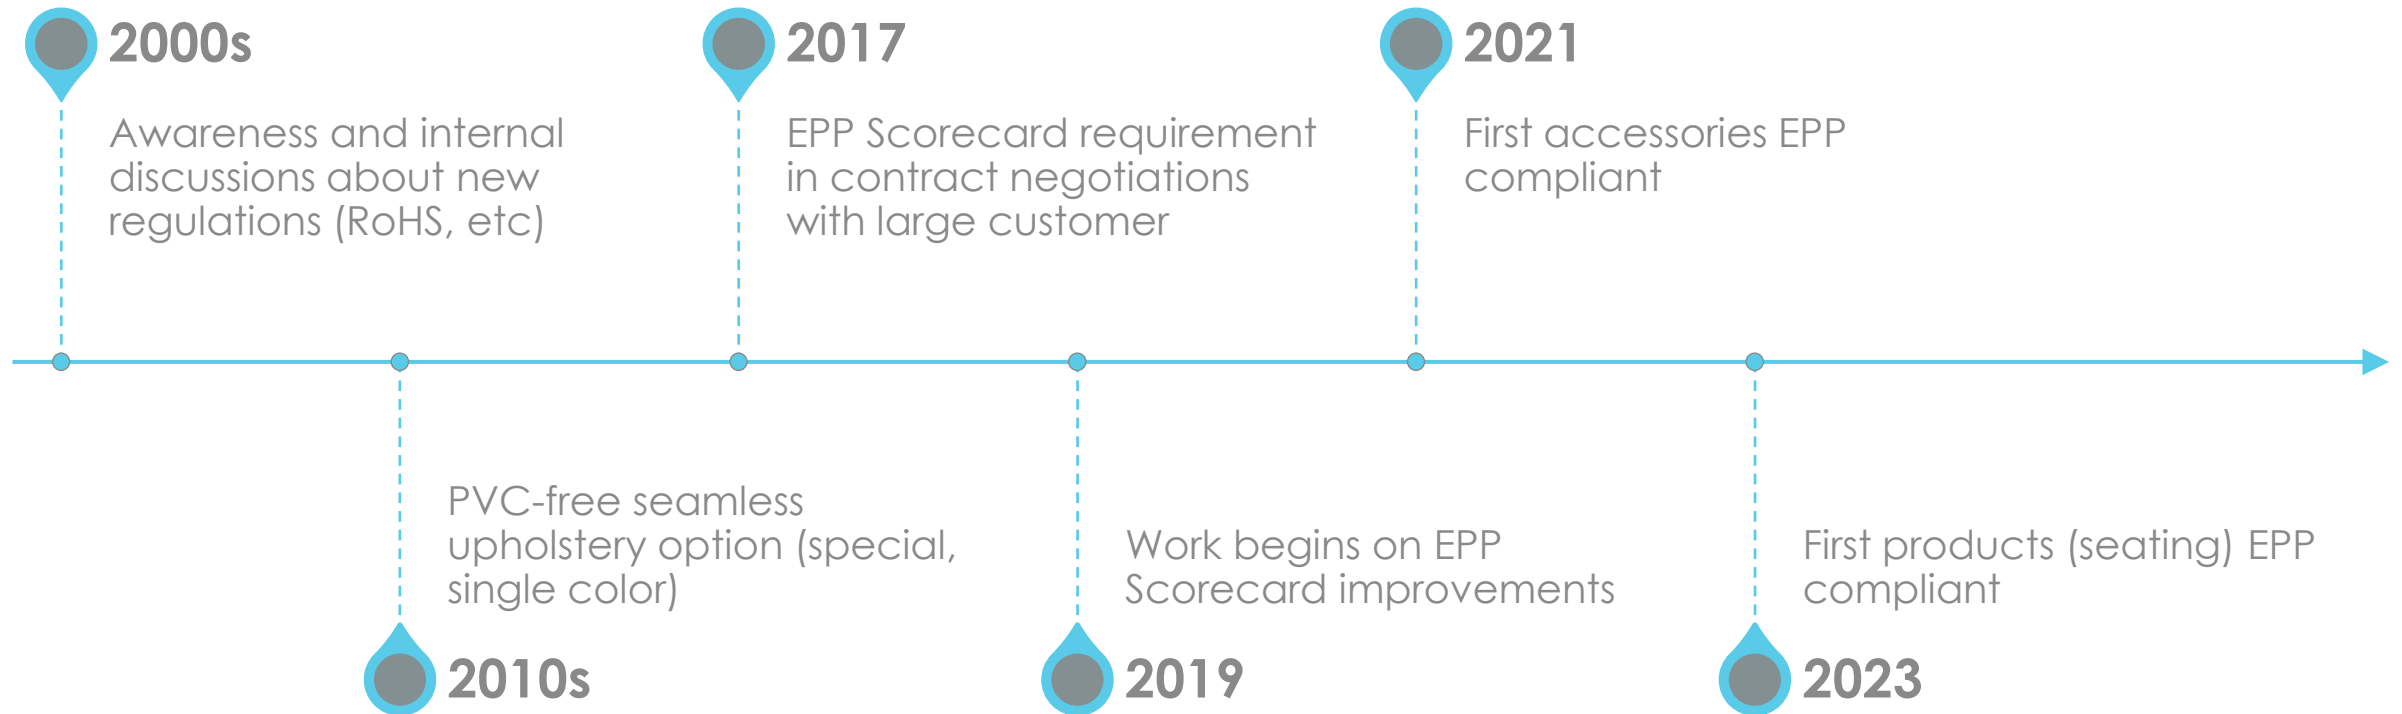 2000s
Awareness and internal
discussions about new
regulations (RoHS, etc)
PVC-free seamless
upholstery option (special,
single color)
2010s
2017
EPP Scorecard requirement
in contract negotiations
with large customer
Work begins on EPP
Scorecard improvements
2019
2021
First accessories EPP
compliant
First products (seating) EPP
compliant
2023